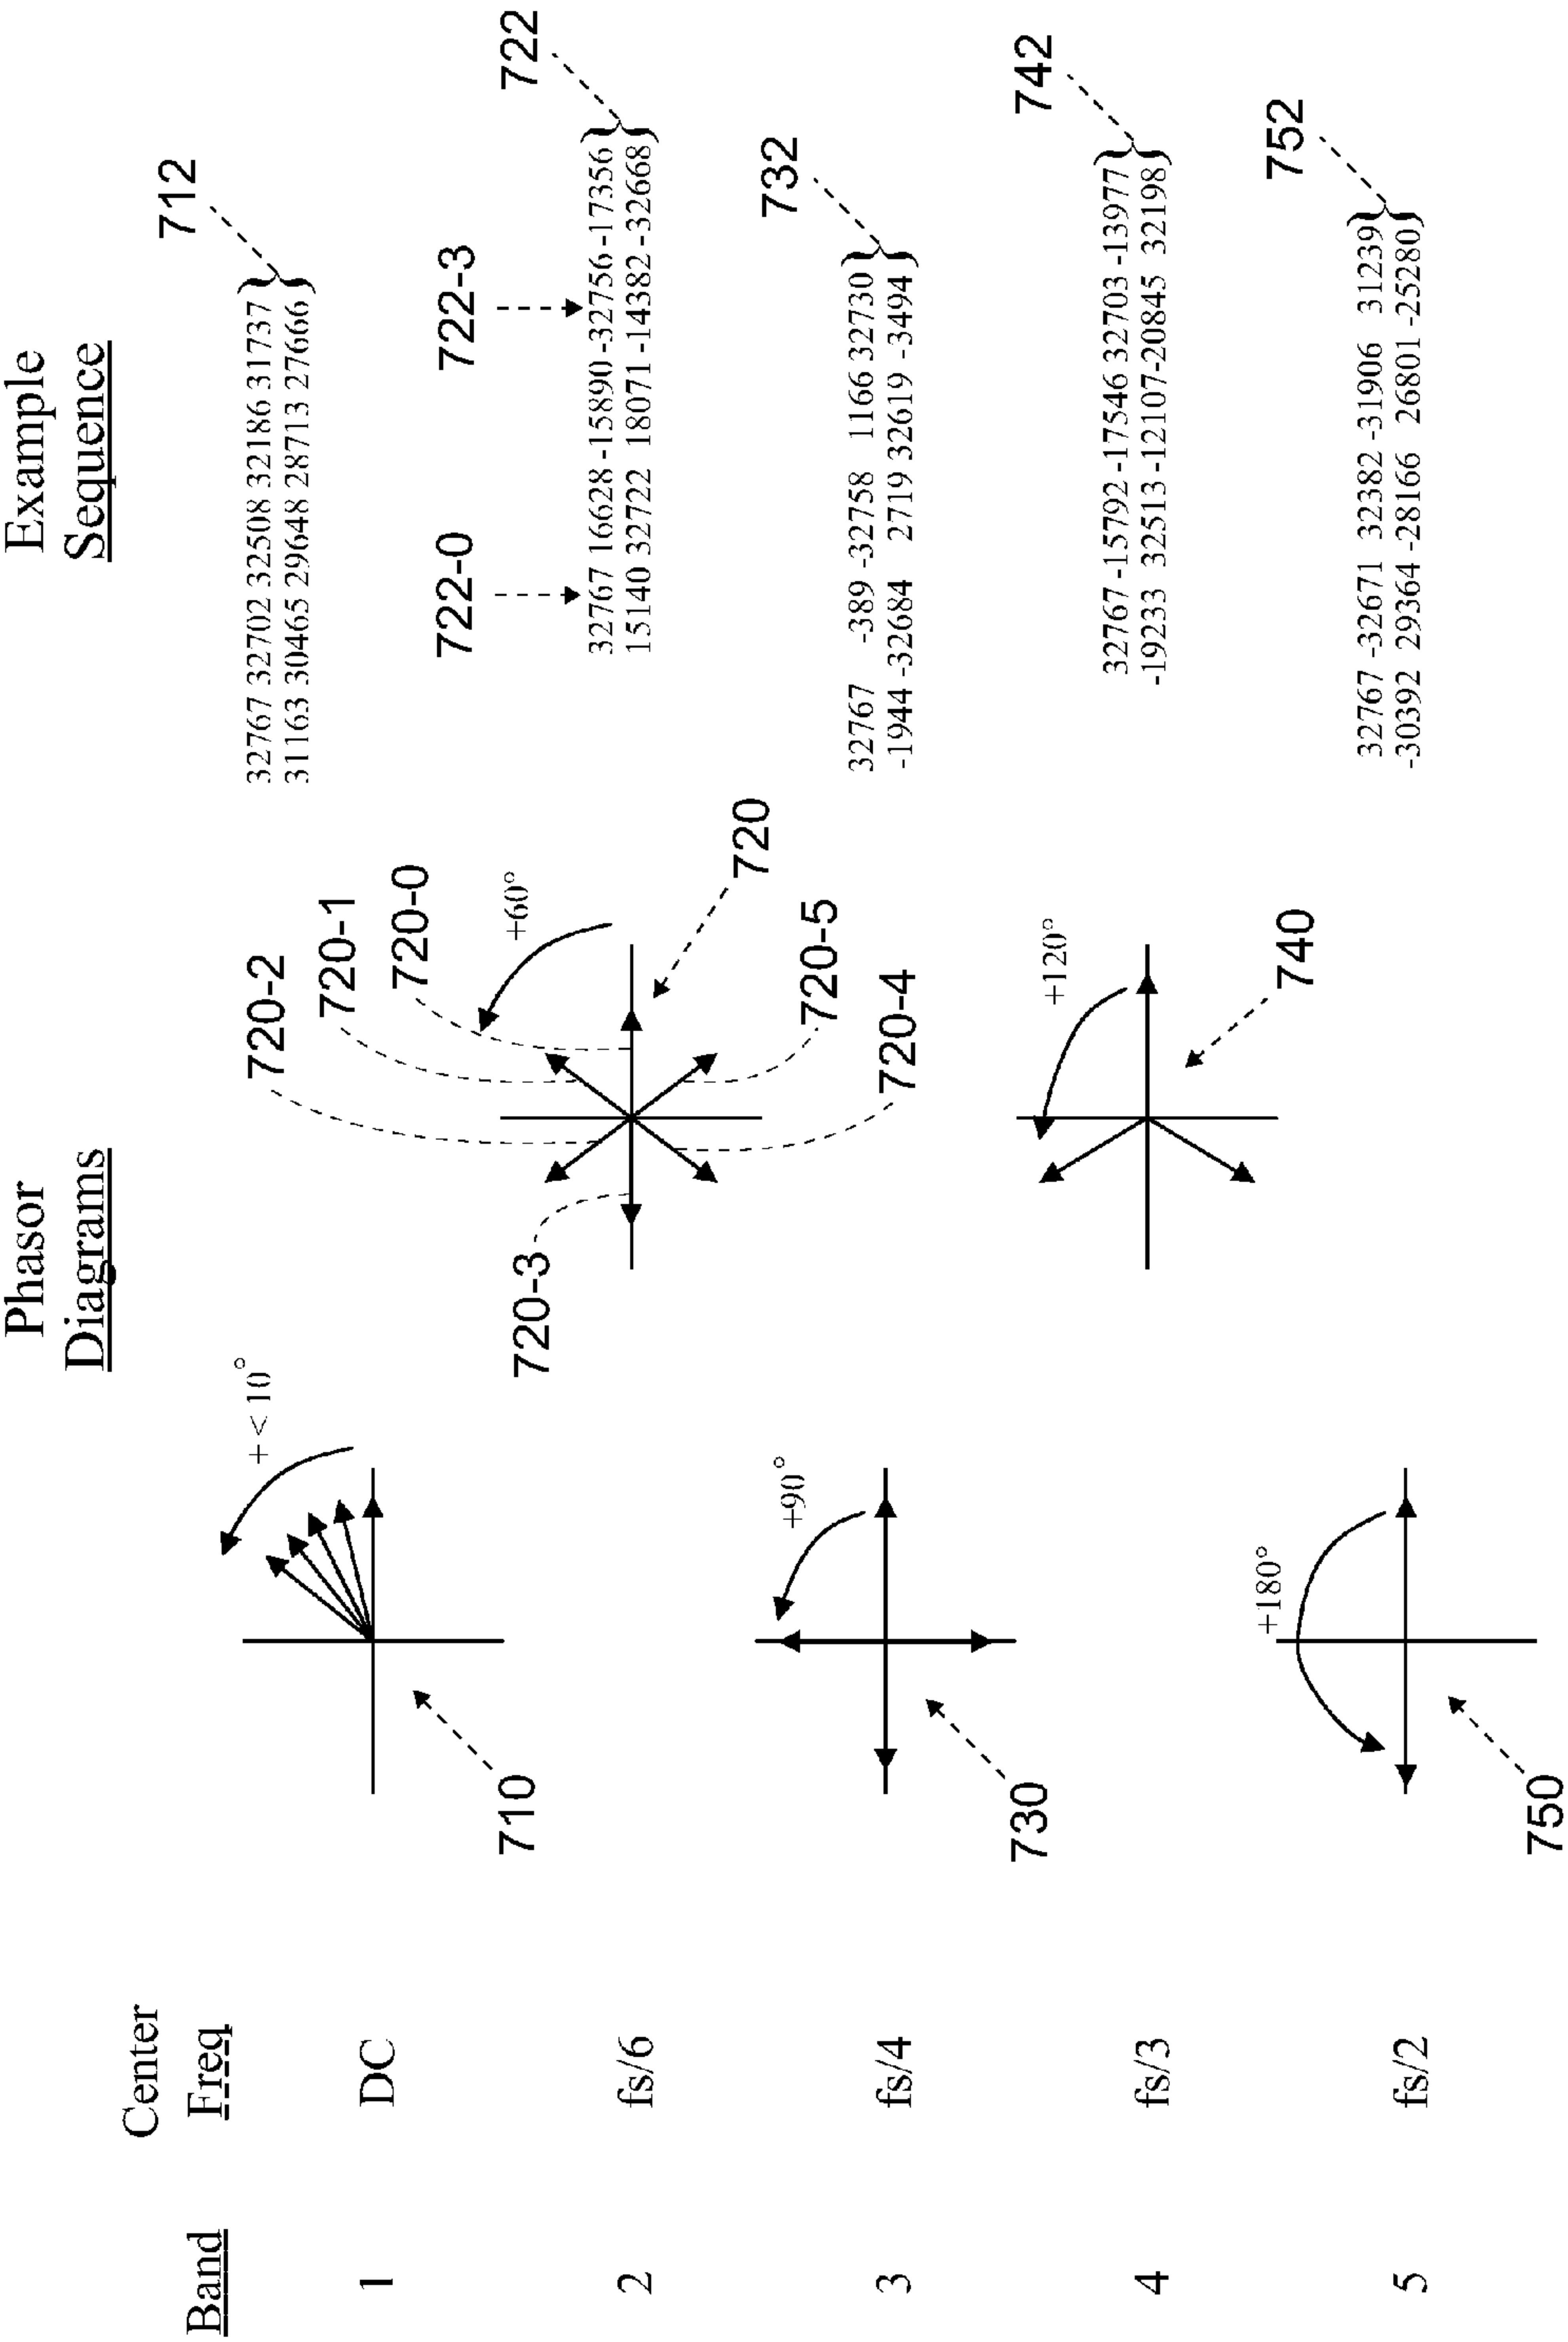 Band
Center
Freq
Phasor
Diagrams
Example
Sequence
1
DC
710
+ < 10°
32767 32702 32508 32186 31737
31163 30465 29648 28713 27666
712
2
fs/6
720-3
720-2
720-1
720-0
+60°
720
720-5
720-4
722-0
722-3
32767 16628 -15890 -32756 -17356
15140 32722 18071 -14382 -32668
722
3
fs/4
730
+90°
32767 -389 -32758 1166 32730
-1944 -32684 2719 32619 -3494
732
4
fs/3
+120°
740
32767 -15792 -17546 32703 -13977
-19233 32513 -12107 -20845 32198
742
5
fs/2
750
+180°
32767 -32671 32382 -31906 31239
-30392 29364 -28166 26801 -25280
752